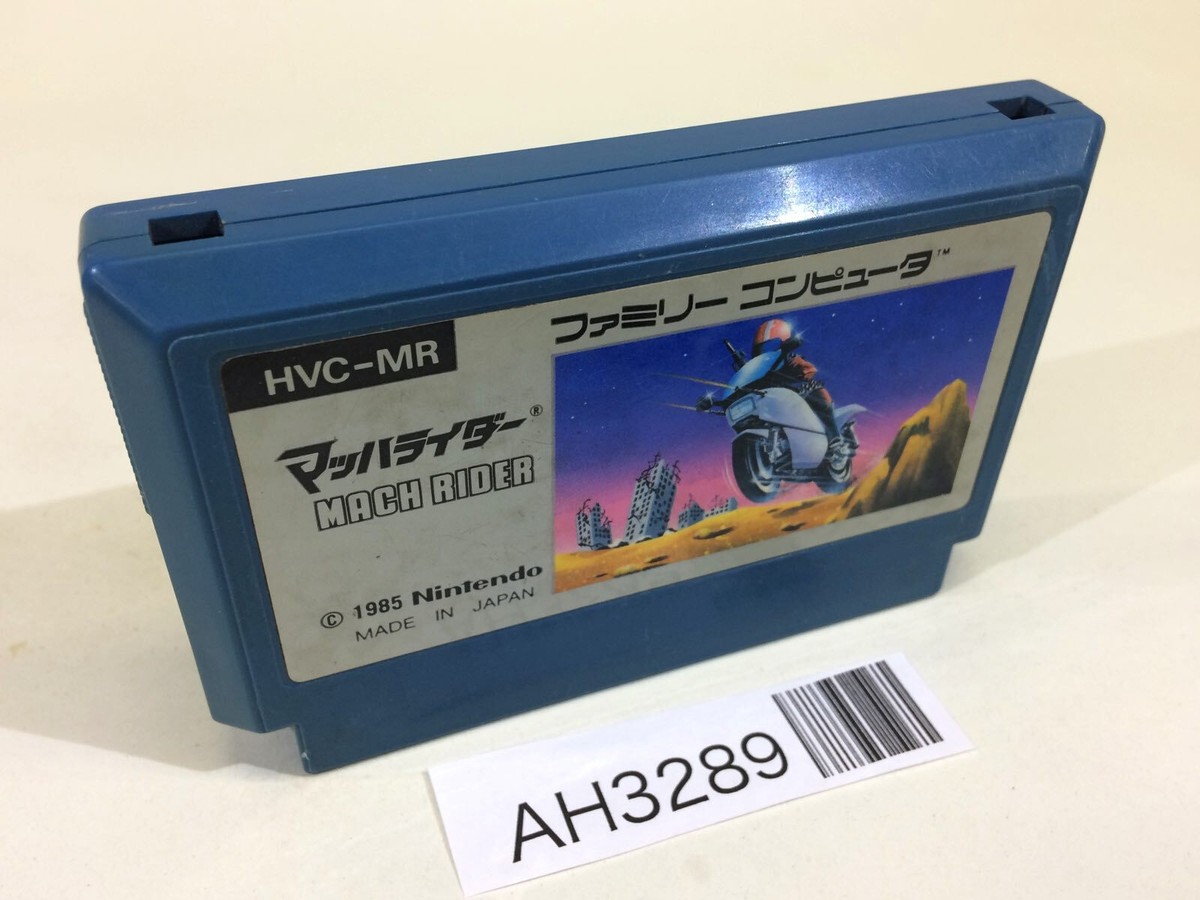 HVC-MR
ファミリー コンピュータ™
マッハライダー®
MACH RIDER
© 1985 Nintendo
MADE IN JAPAN
AH3289